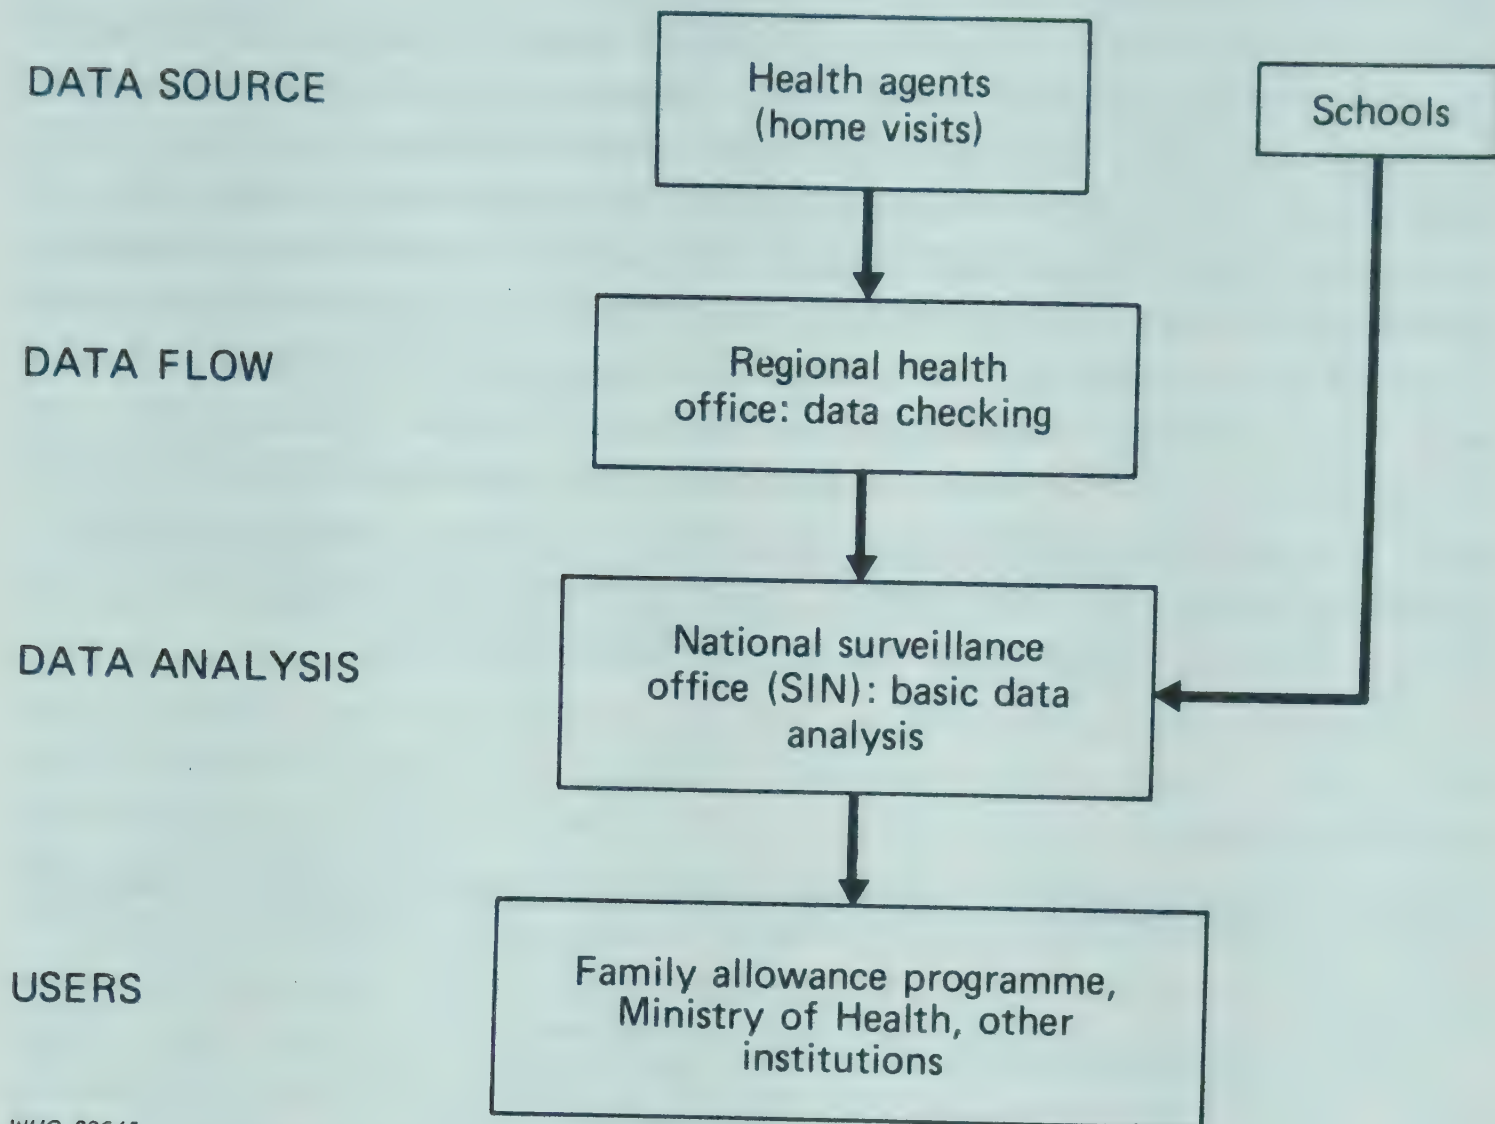 DATA SOURCE
Health agents
(home visits)
Schools
DATA FLOW
Regional health
office: data checking
DATA ANALYSIS
National surveillance
office (SIN): basic data
analysis
USERS
Family allowance programme,
Ministry of Health, other
institutions
WHO